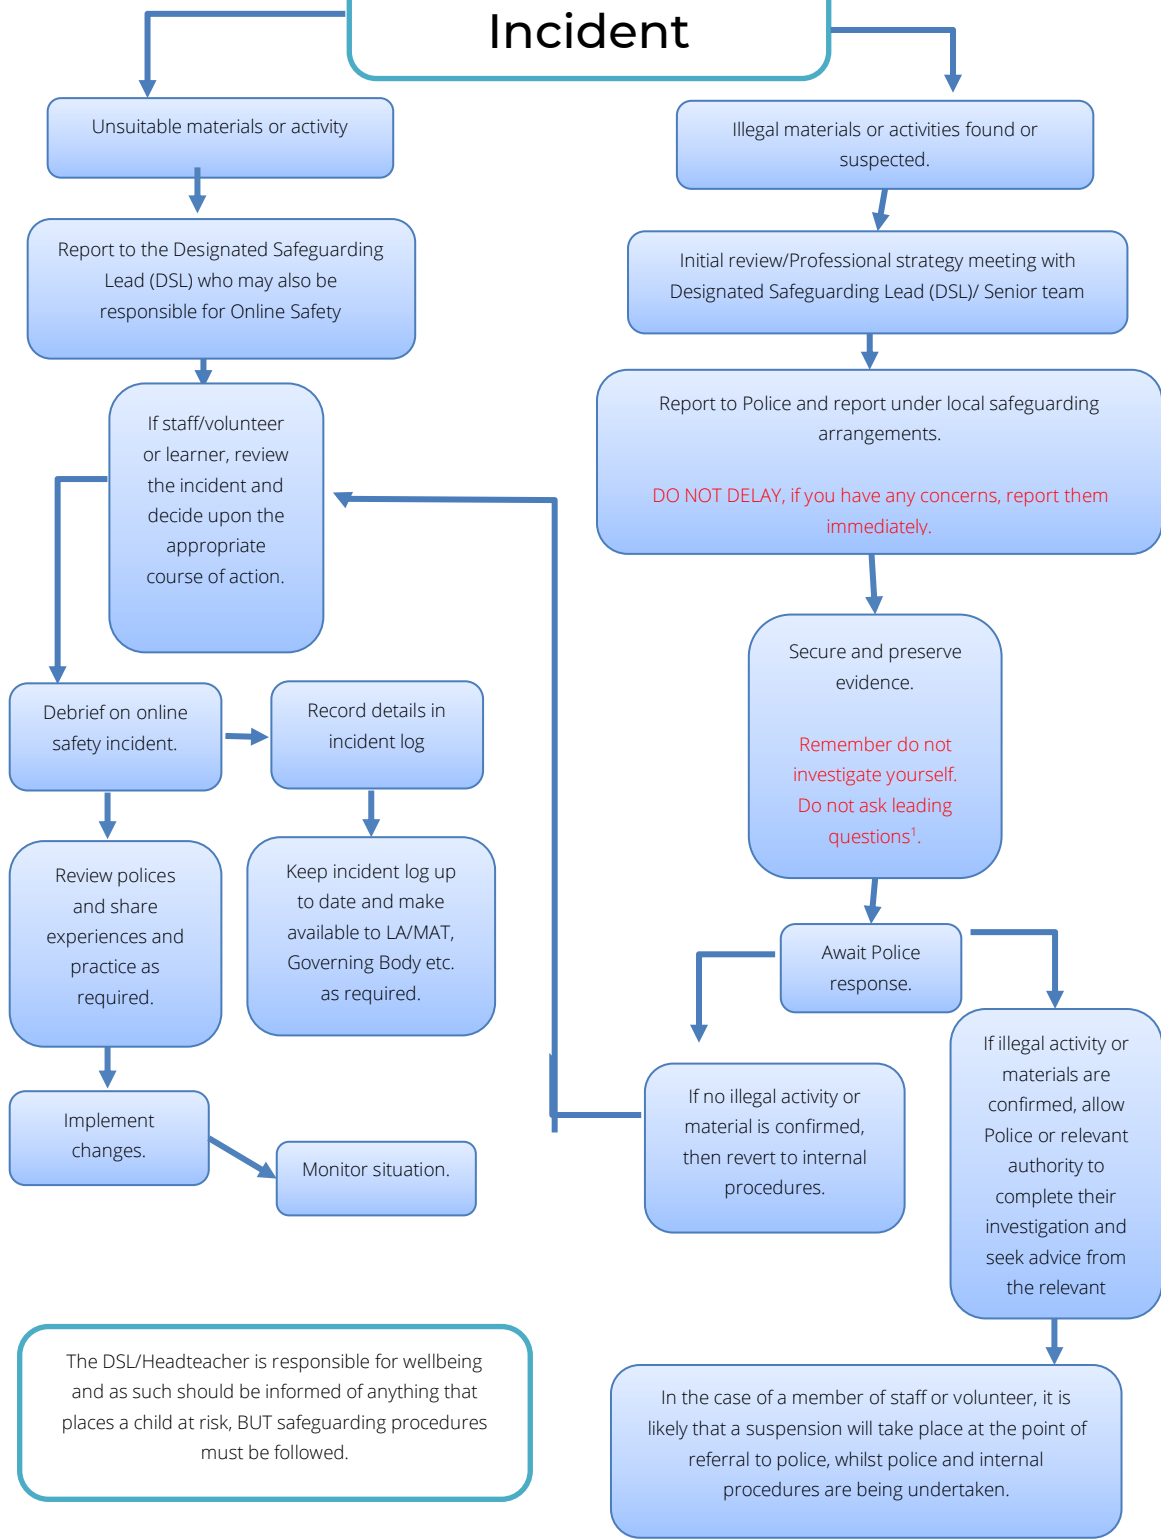 Incident
Unsuitable materials or activity
Report to the Designated Safeguarding
Lead (DSL) who may also be
responsible for Online Safety
If staff/volunteer
or learner, review
the incident and
decide upon the
appropriate
course of action.
Debrief on online
safety incident.
Record details in
incident log
Review polices
and share
experiences and
practice as
required.
Keep incident log up
to date and make
available to LA/MAT,
Governing Body etc.
as required.
Implement
changes.
Monitor situation.
The DSL/Headteacher is responsible for wellbeing
and as such should be informed of anything that
places a child at risk, BUT safeguarding procedures
must be followed.
Illegal materials or activities found or
suspected.
Initial review/Professional strategy meeting with
Designated Safeguarding Lead (DSL)/ Senior team
Report to Police and report under local safeguarding
arrangements.
DO NOT DELAY, if you have any concerns, report them
immediately.
Secure and preserve
evidence.
Remember do not
investigate yourself.
Do not ask leading
questions¹.
Await Police
response.
If no illegal activity or
material is confirmed,
then revert to internal
procedures.
If illegal activity or
materials are
confirmed, allow
Police or relevant
authority to
complete their
investigation and
seek advice from
the relevant
In the case of a member of staff or volunteer, it is
likely that a suspension will take place at the point of
referral to police, whilst police and internal
procedures are being undertaken.